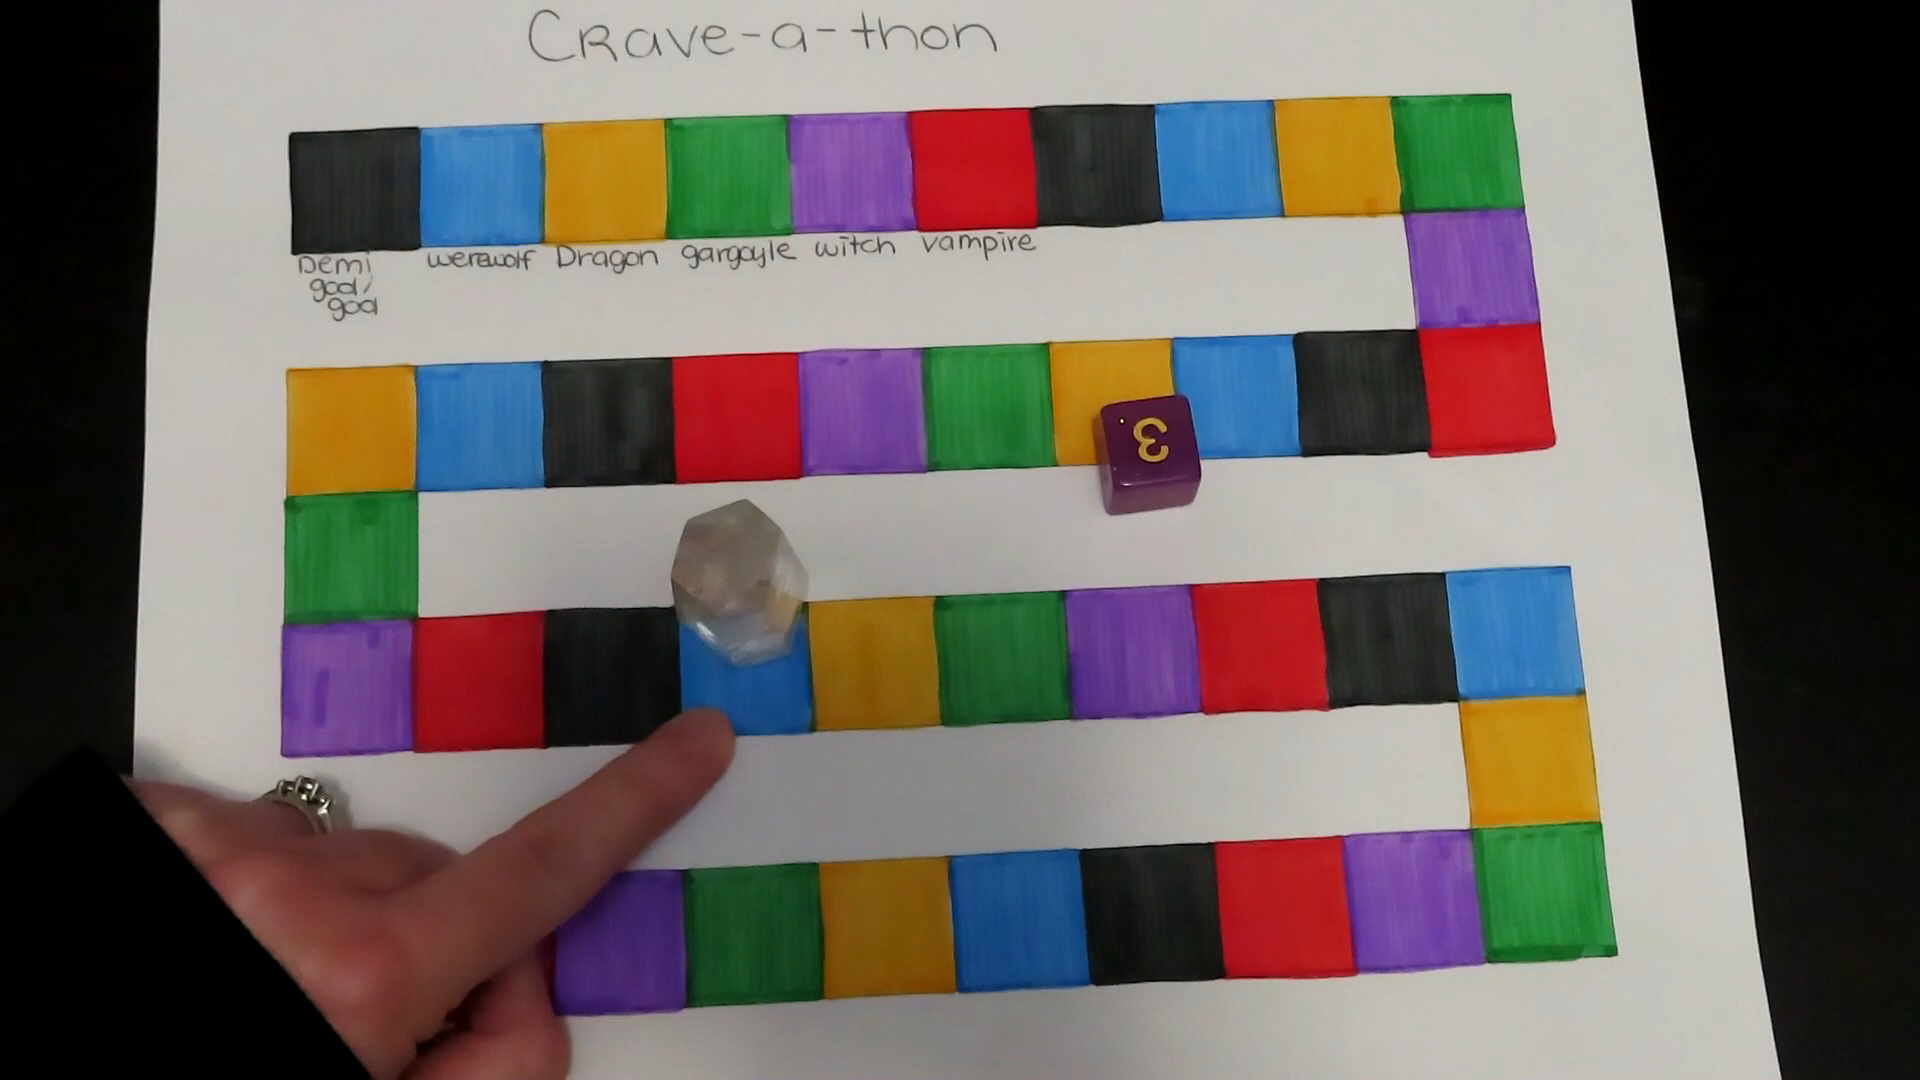 Crave-a-thon
Demi god/ god
werewolf
Dragon
gargoyle
witch
vampire
3